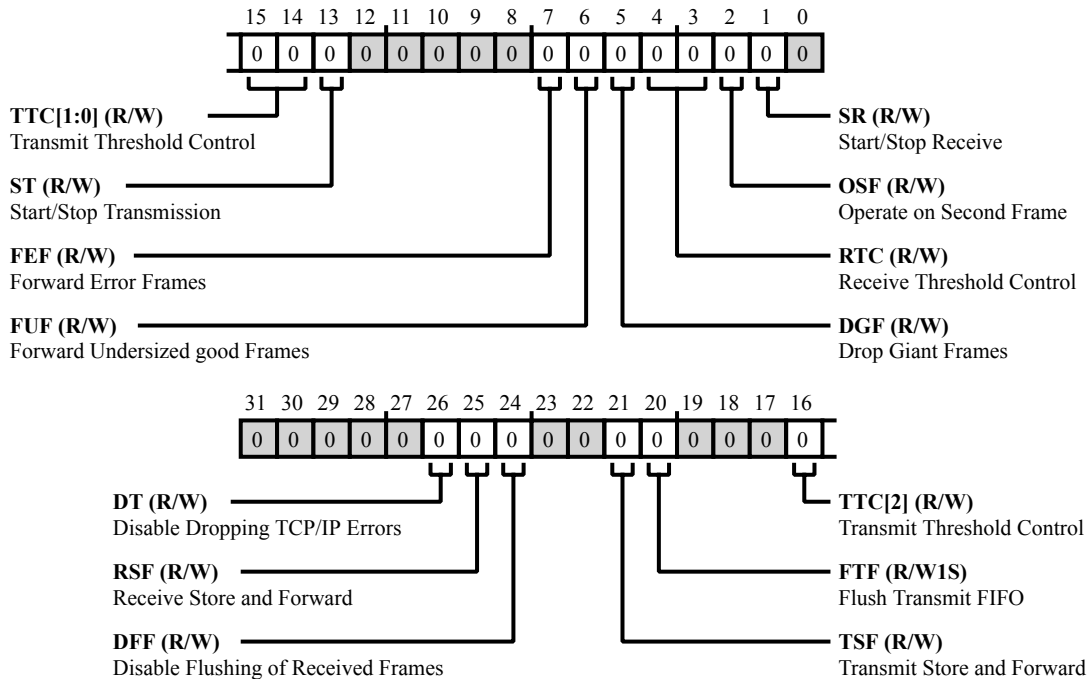 15 14 13 12 11 10 9 8 7 6 5 4 3 2 1 0
0 0 0 0 0 0 0 0 0 0 0 0 0 0 0 0
TTC[1:0] (R/W)
Transmit Threshold Control
ST (R/W)
Start/Stop Transmission
FEF (R/W)
Forward Error Frames
FUF (R/W)
Forward Undersized good Frames
SR (R/W)
Start/Stop Receive
OSF (R/W)
Operate on Second Frame
RTC (R/W)
Receive Threshold Control
DGF (R/W)
Drop Giant Frames
31 30 29 28 27 26 25 24 23 22 21 20 19 18 17 16
0 0 0 0 0 0 0 0 0 0 0 0 0 0 0 0
DT (R/W)
Disable Dropping TCP/IP Errors
RSF (R/W)
Receive Store and Forward
DFF (R/W)
Disable Flushing of Received Frames
TTC[2] (R/W)
Transmit Threshold Control
FTF (R/W1S)
Flush Transmit FIFO
TSF (R/W)
Transmit Store and Forward